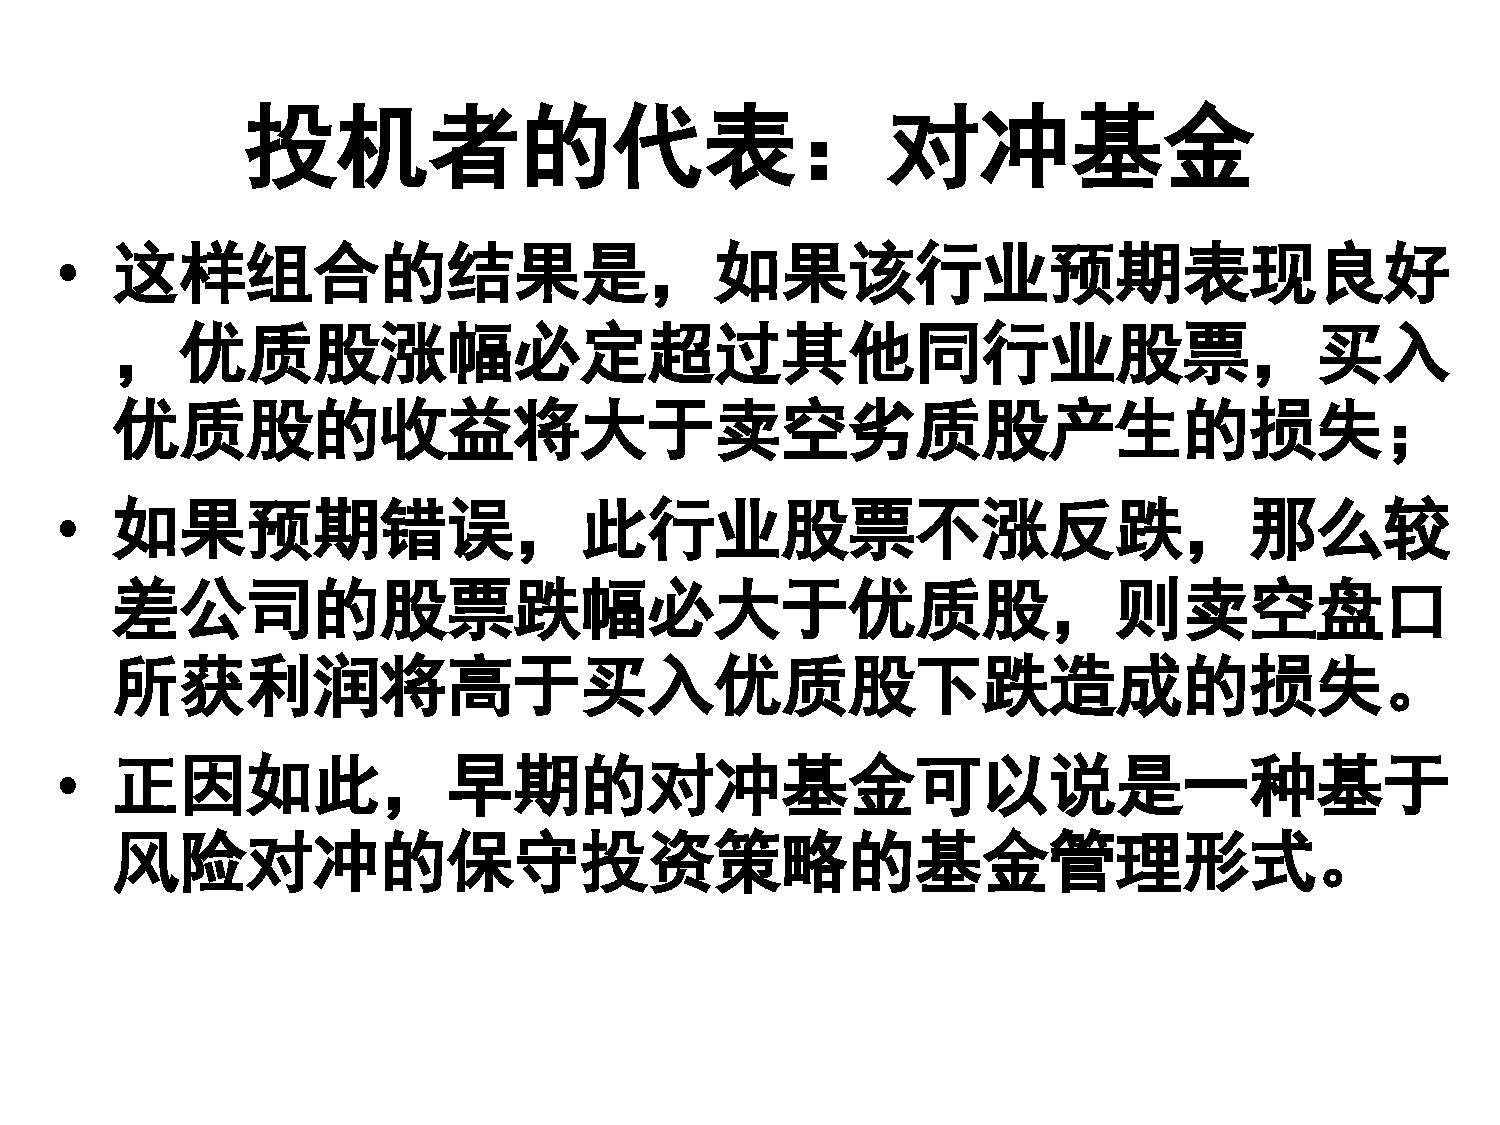 投机者的代表：对冲基金
• 这样组合的结果是，如果该行业预期表现良好
，优质股涨幅必定超过其他同行业股票，买入
优质股的收益将大于卖空劣质股产生的损失；
• 如果预期错误，此行业股票不涨反跌，那么较
差公司的股票跌幅必大于优质股，则卖空盘口
所获利润将高于买入优质股下跌造成的损失。
• 正因如此，早期的对冲基金可以说是一种基于
风险对冲的保守投资策略的基金管理形式。